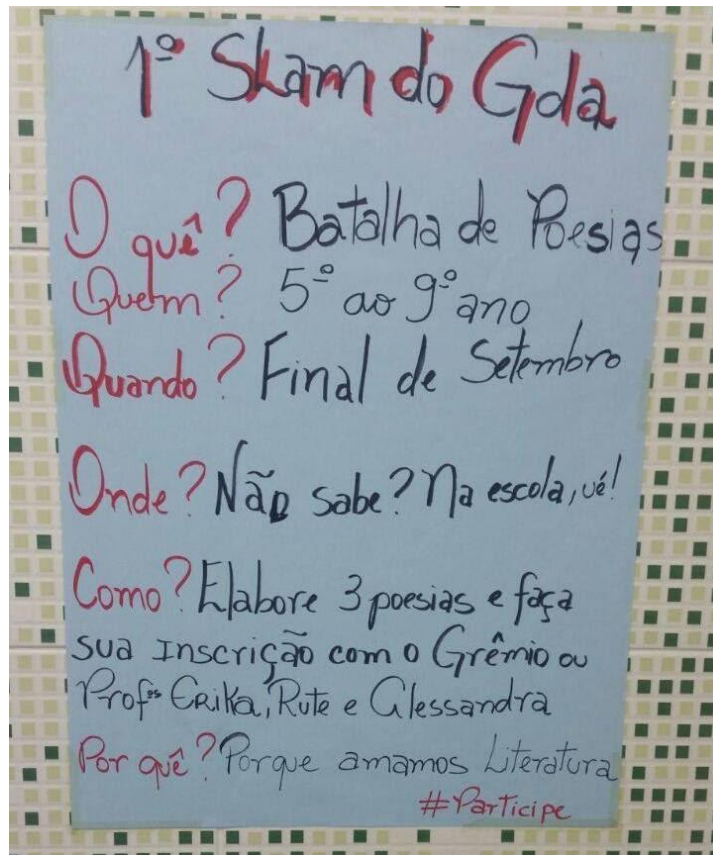 1º Slam do Gda
O quê? Batalha de Poesias
Quem? 5º ao 9º ano
Quando? Final de Setembro
Onde? Não sabe? Na escola, ué!
Como? Elabore 3 poesias e faça
sua Inscrição com o Grêmio ou
Profas Erika, Rute e Alessandra
Por quê? Porque amamos Literatura
#Participe